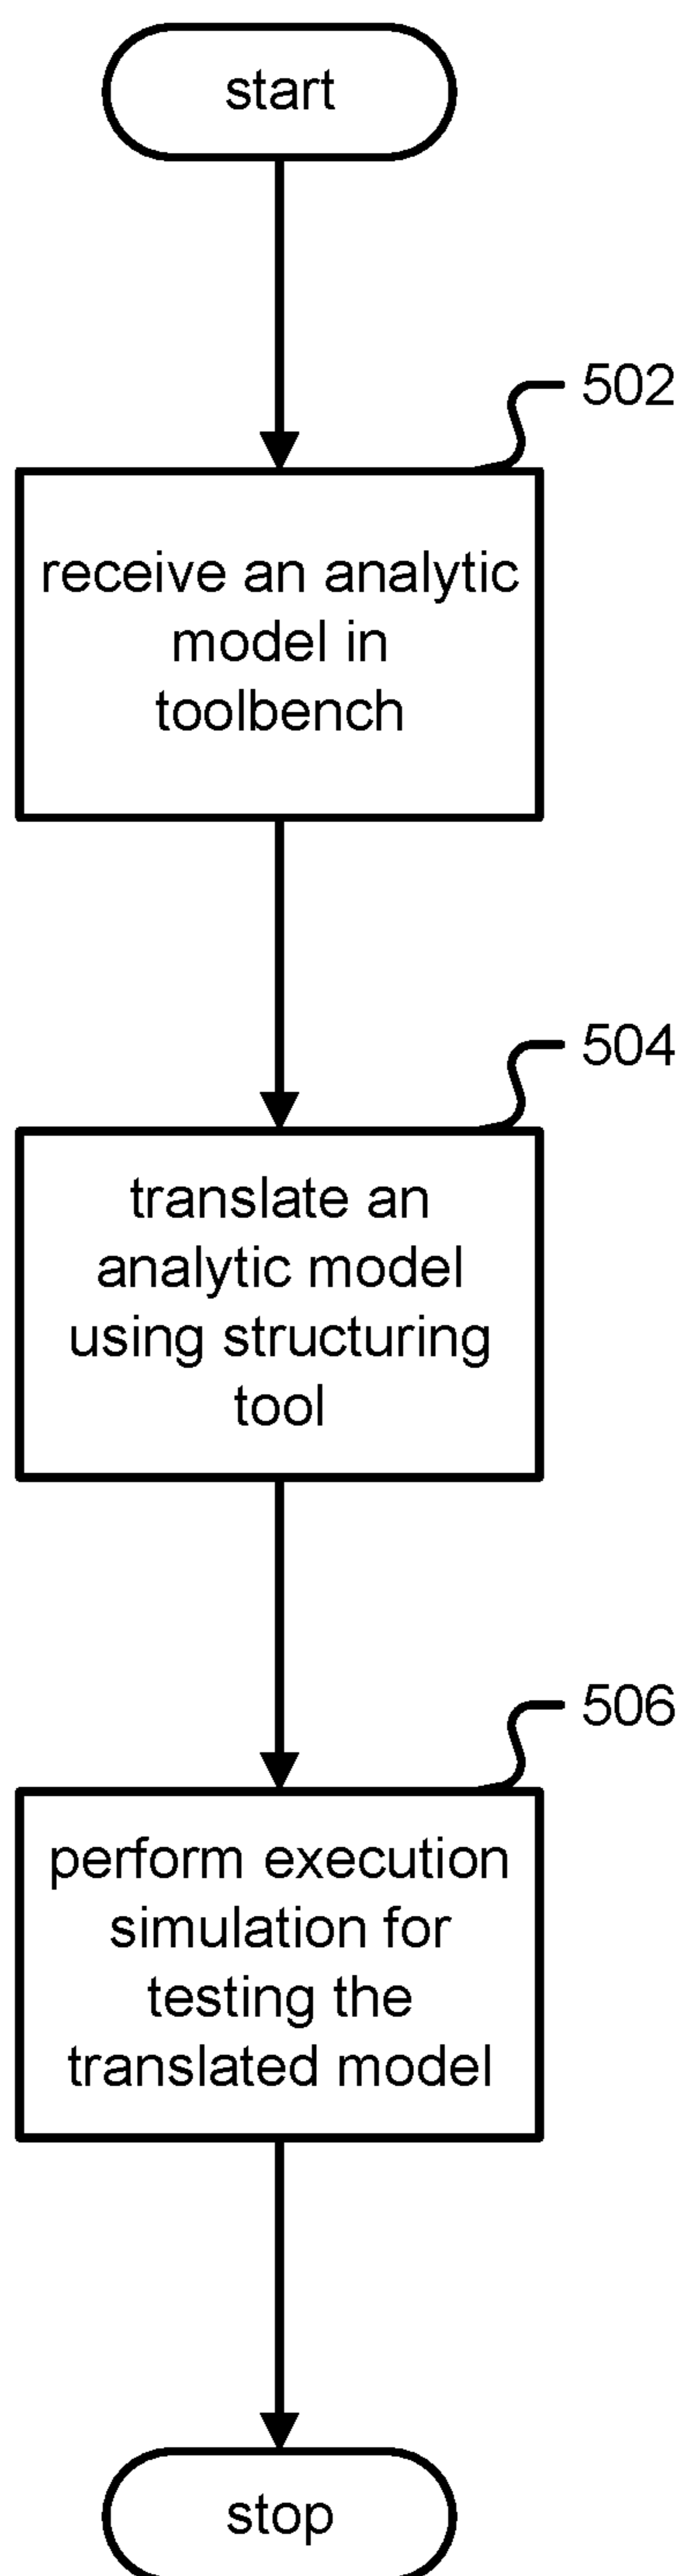 start
502
receive an analytic
model in
toolbench
504
translate an
analytic model
using structuring
tool
506
perform execution
simulation for
testing the
translated model
stop